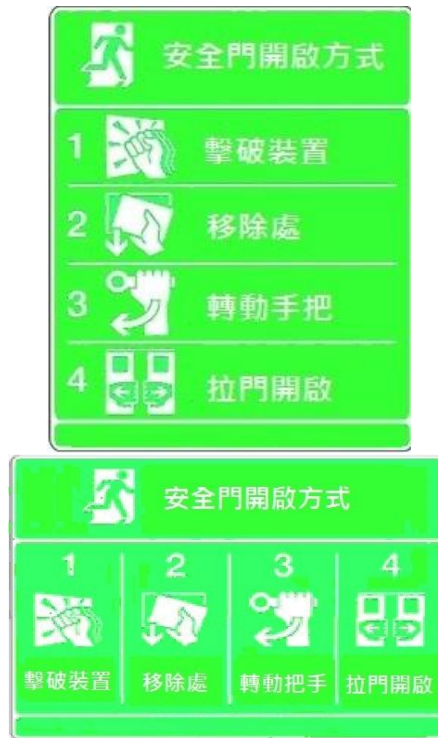 安全門開啟方式
1 擊破裝置
2 移除處
3 轉動手把
4 拉門開啟
安全門開啟方式
1 2 3 4
擊破裝置 移除處 轉動把手 拉門開啟